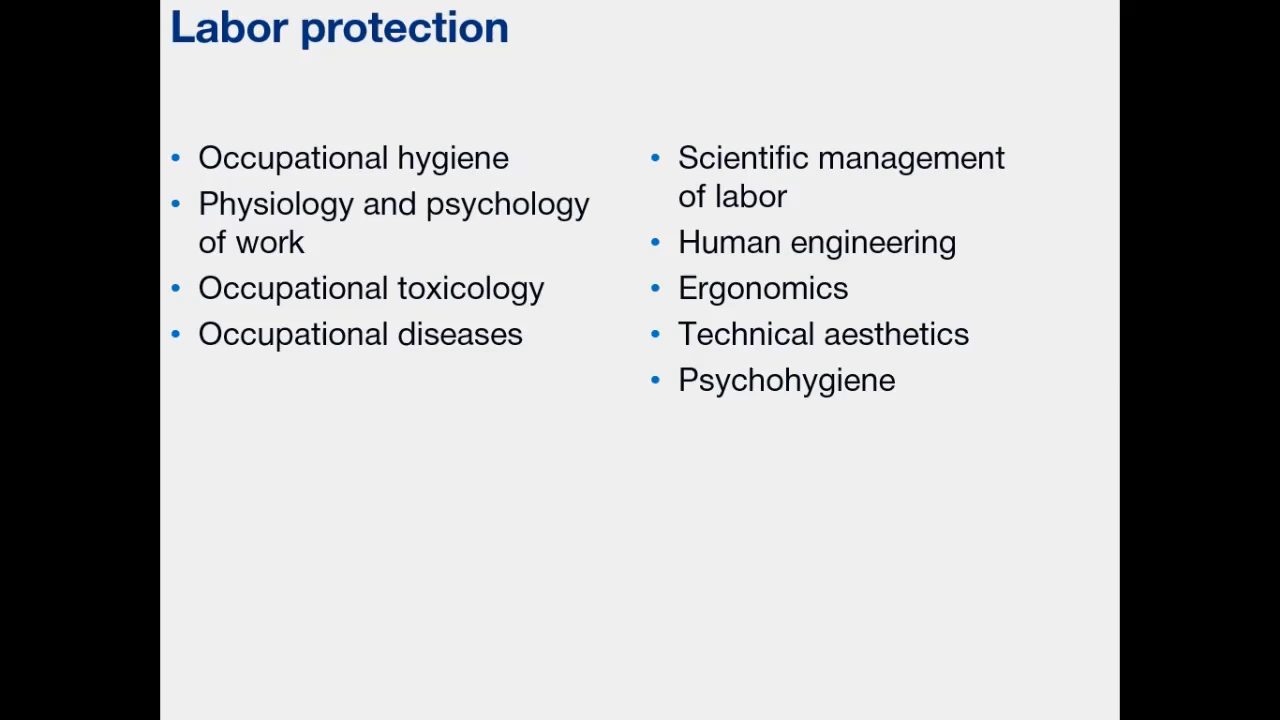 Labor protection
• Occupational hygiene
• Physiology and psychology
of work
• Occupational toxicology
• Occupational diseases
• Scientific management
of labor
• Human engineering
• Ergonomics
• Technical aesthetics
• Psychohygiene